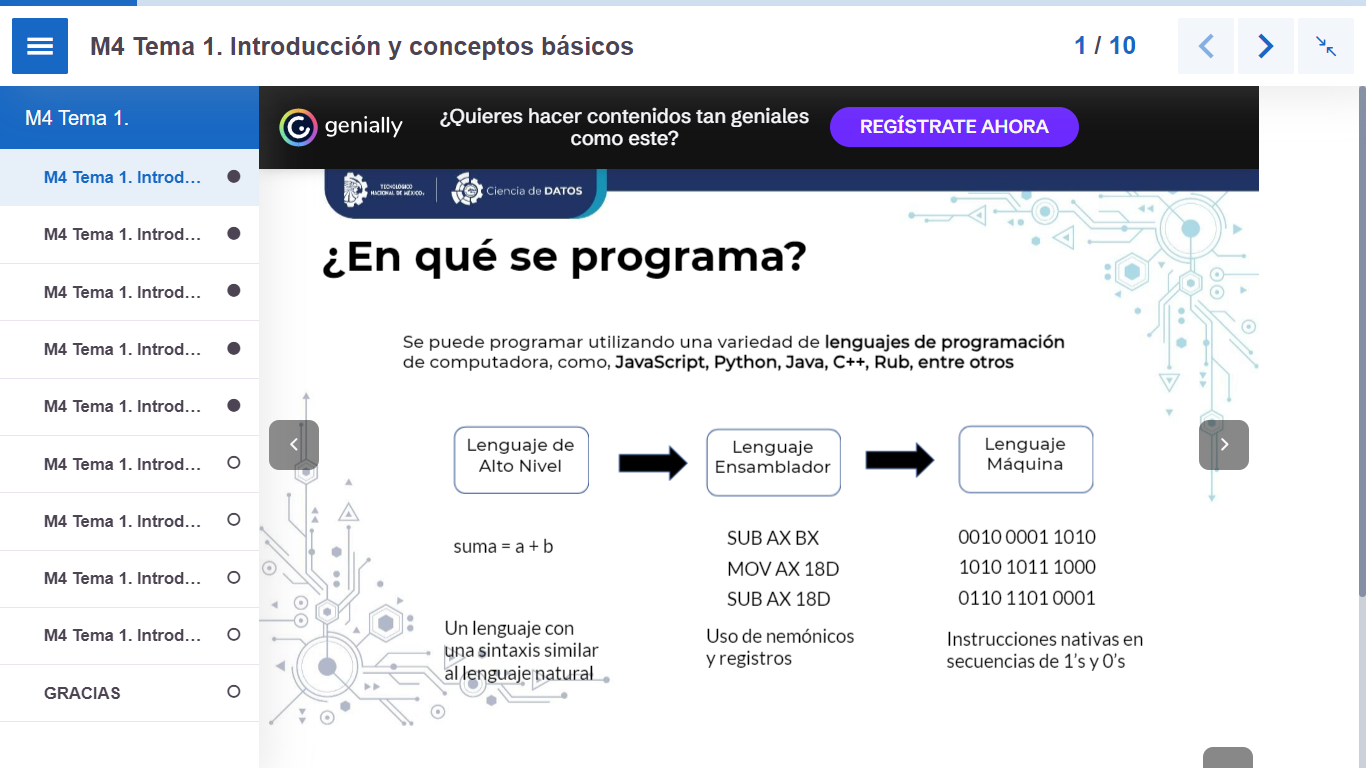 M4 Tema 1. Introducción y conceptos básicos
1 / 10
M4 Tema 1.
M4 Tema 1. Introd...
M4 Tema 1. Introd...
M4 Tema 1. Introd...
M4 Tema 1. Introd...
M4 Tema 1. Introd...
M4 Tema 1. Introd...
M4 Tema 1. Introd...
M4 Tema 1. Introd...
M4 Tema 1. Introd...
GRACIAS
genially
¿Quieres hacer contenidos tan geniales
como este?
REGÍSTRATE AHORA
TECNOLÓGICO
NACIONAL DE MÉXICO
Ciencia de DATOS
¿En qué se programa?
Se puede programar utilizando una variedad de lenguajes de programación
de computadora, como, JavaScript, Python, Java, C++, Rub, entre otros
Lenguaje de
Alto Nivel
Lenguaje
Ensamblador
Lenguaje
Máquina
suma = a + b
SUB AX BX
MOV AX 18D
SUB AX 18D
0010 0001 1010
1010 1011 1000
0110 1101 0001
Un lenguaje con
una sintaxis similar
al lenguaje natural
Uso de nemónicos
y registros
Instrucciones nativas en
secuencias de 1's y 0's